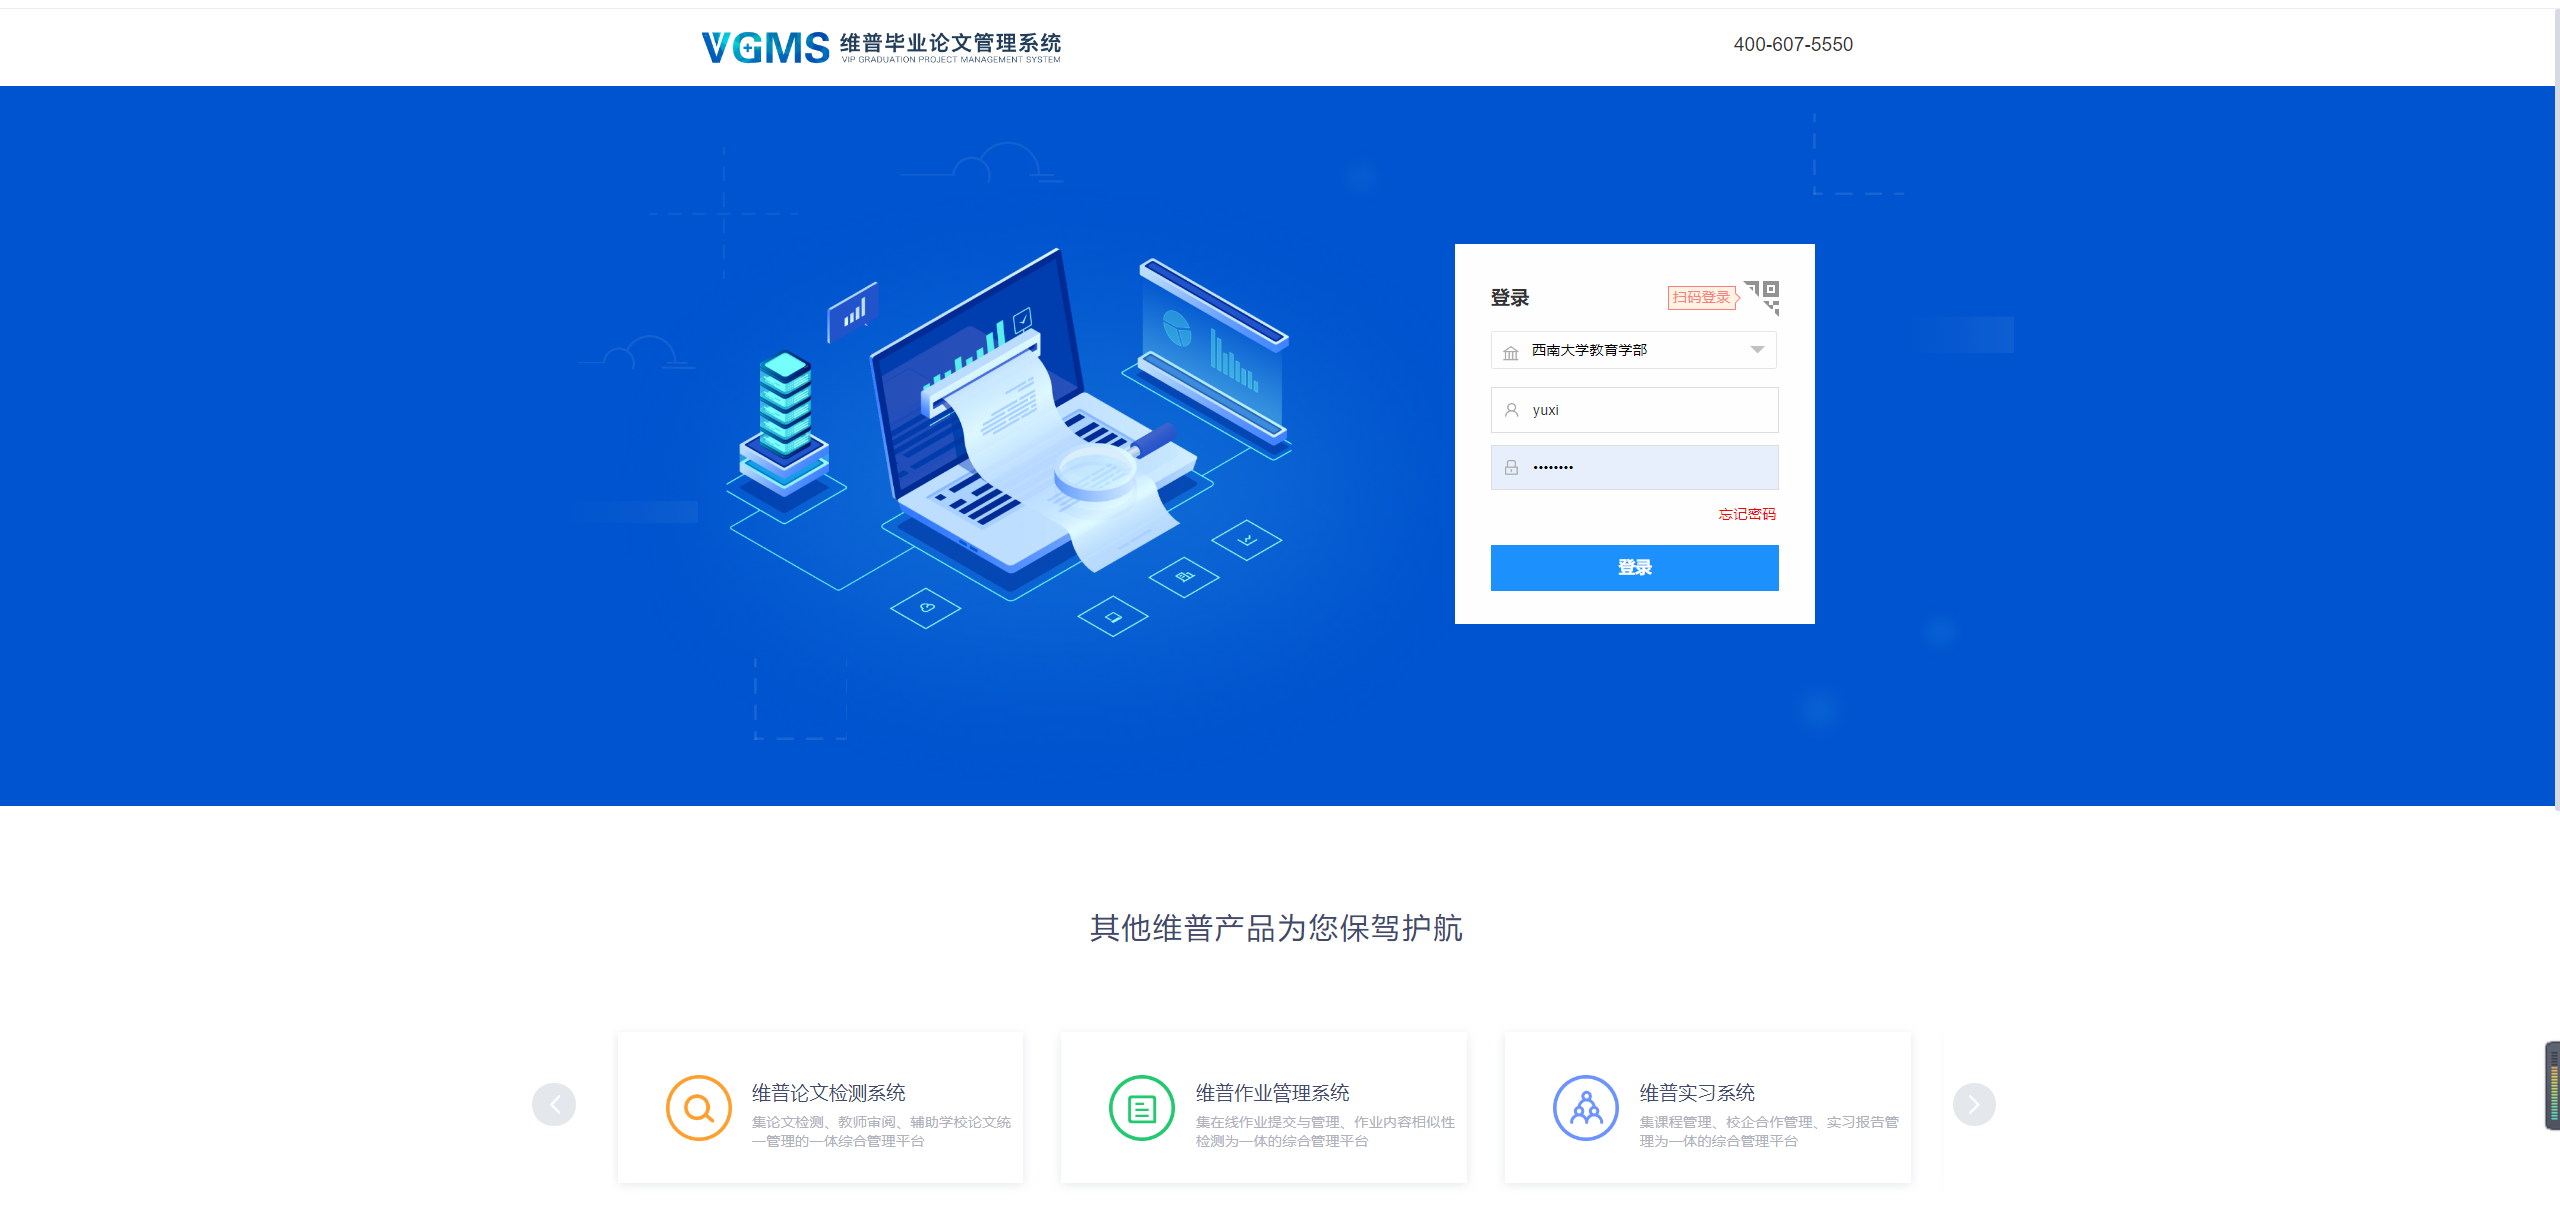 VGMS 维普毕业论文管理系统
VIP GRADUATION PROJECT MANAGEMENT SYSTEM
400-607-5550
登录
扫码登录
西南大学教育学部
yuxi
••••••••
忘记密码
登录
其他维普产品为您保驾护航
维普论文检测系统
集论文检测、教师审阅、辅助学校论文统
一管理的一体综合管理平台
维普作业管理系统
集在线作业提交与管理、作业内容相似性
检测为一体的综合管理平台
维普实习系统
集课程管理、校企合作管理、实习报告管
理为一体的综合管理平台